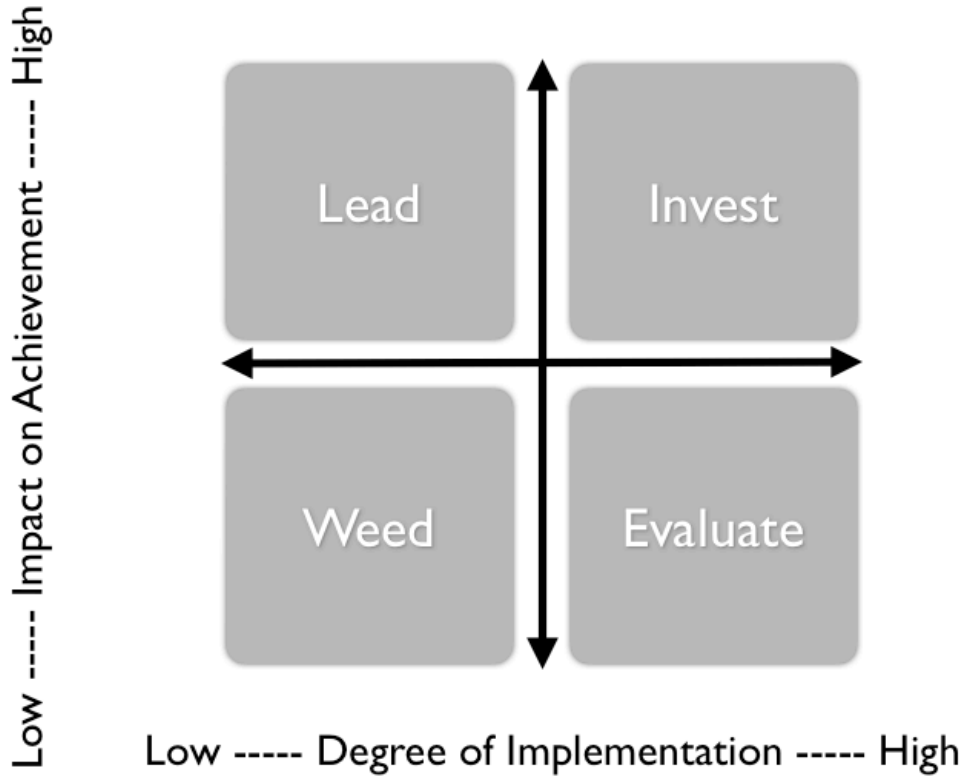 Low ----- Impact on Achievement ----- High
Lead
Invest
Weed
Evaluate
Low ----- Degree of Implementation ----- High